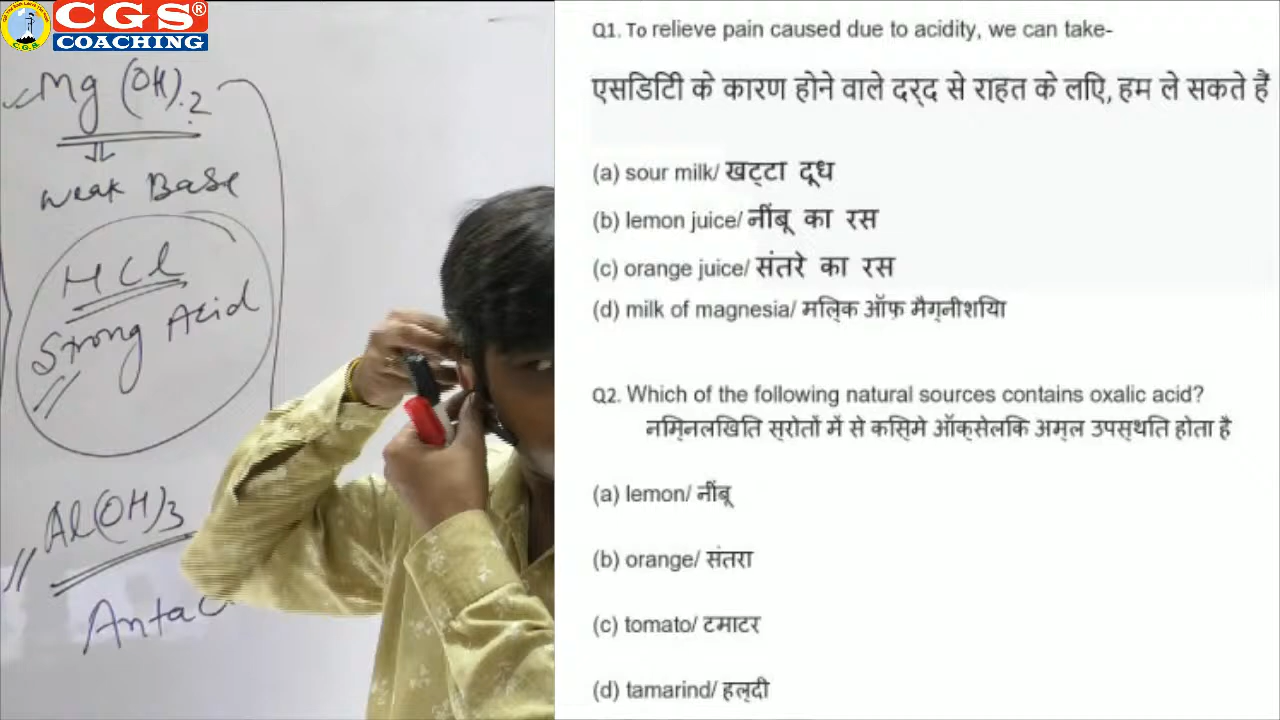 CGS®
COACHING
C.G.S
Mg(OH)2
weak Base
HCl
Strong Acid
Al(OH)3
Q1. To relieve pain caused due to acidity, we can take-
एसिडिटी के कारण होने वाले दर्द से राहत के लिए, हम ले सकते हैं
(a) sour milk/ खट्टा दूध
(b) lemon juice/ नींबू का रस
(c) orange juice/ संतरे का रस
(d) milk of magnesia/ मिल्क ऑफ़ मैग्नीशिया
Q2. Which of the following natural sources contains oxalic acid?
निम्नलिखित स्रोतों में से किसमे ऑक्सेलिक अम्ल उपस्थित होता है
(a) lemon/ नींबू
(b) orange/ संतरा
(c) tomato/ टमाटर
(d) tamarind/ हल्दी